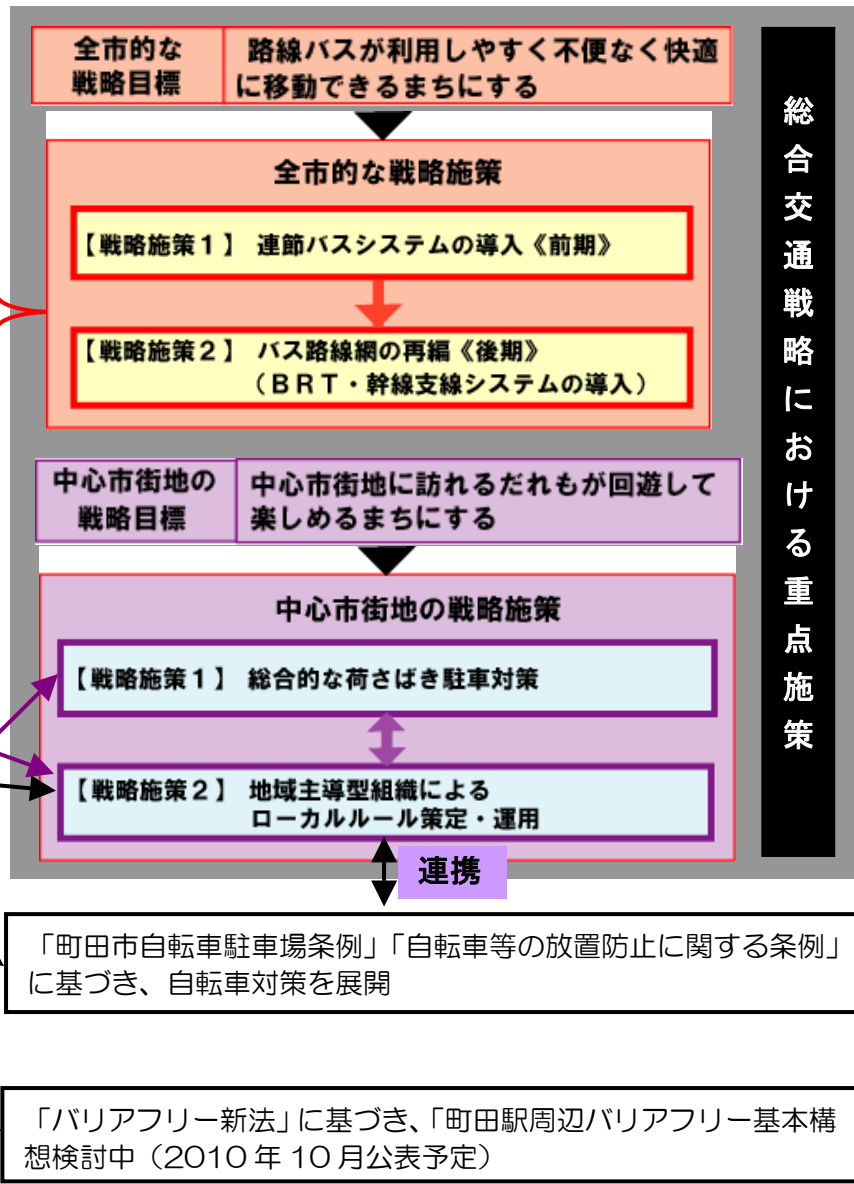 全市的な
戦略目標
路線バスが利用しやすく不便なく快適
に移動できるまちにする
全市的な戦略施策
【戦略施策1】 連節バスシステムの導入《前期》
【戦略施策2】 バス路線網の再編《後期》
（BRT・幹線支線システムの導入）
中心市街地の
戦略目標
中心市街地に訪れるだれもが回遊して
楽しめるまちにする
中心市街地の戦略施策
【戦略施策1】 総合的な荷さばき駐車対策
【戦略施策2】 地域主導型組織による
ローカルルール策定・運用
総合交通戦略における重点施策
連携
「町田市自転車駐車場条例」「自転車等の放置防止に関する条例」
に基づき、自転車対策を展開
「バリアフリー新法」に基づき、「町田駅周辺バリアフリー基本構
想検討中（2010年10月公表予定）